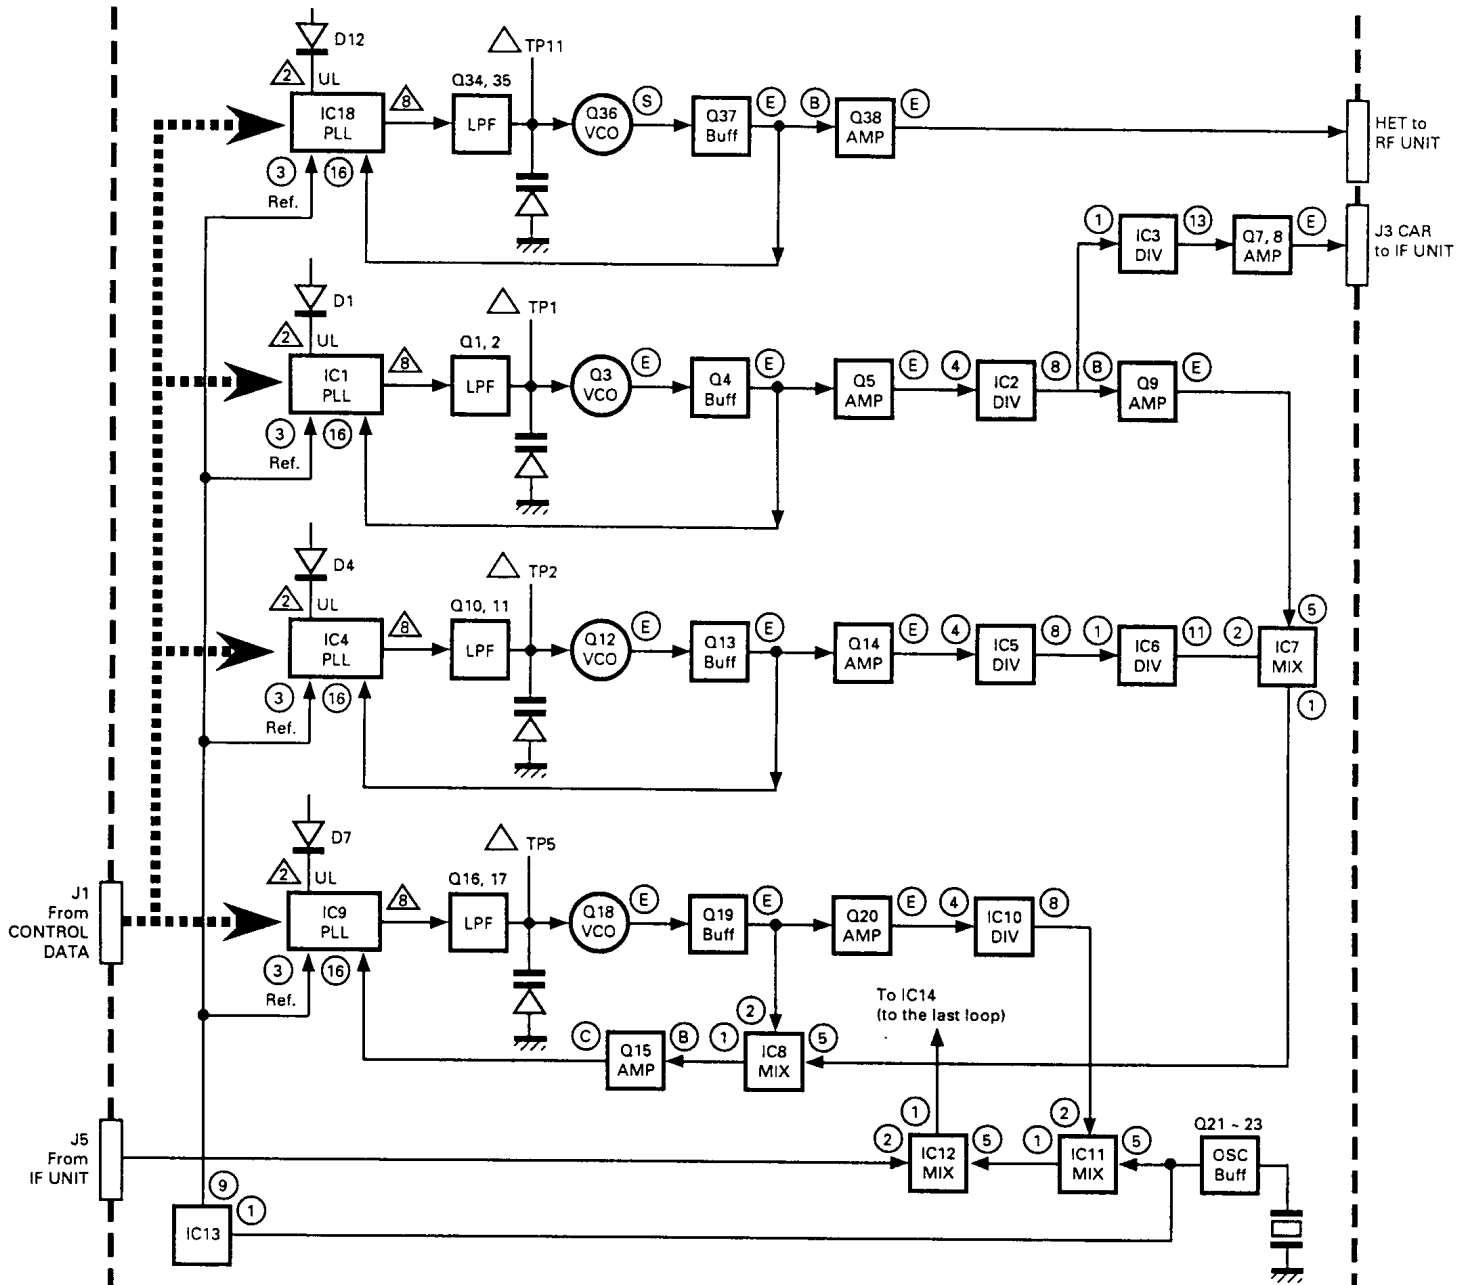 D12
TP11
2
UL
8
Q34, 35
S
E
B
E
IC18
PLL
LPF
Q36
VCO
Q37
Buff
Q38
AMP
HET to
RF UNIT
3
16
Ref.
1
13
E
IC3
DIV
Q7, 8
AMP
J3 CAR
to IF UNIT
D1
TP1
2
UL
8
Q1, 2
E
E
E
4
8
B
E
IC1
PLL
LPF
Q3
VCO
Q4
Buff
Q5
AMP
IC2
DIV
Q9
AMP
3
16
Ref.
D4
TP2
2
UL
8
Q10, 11
E
E
E
4
8
1
11
2
5
IC4
PLL
LPF
Q12
VCO
Q13
Buff
Q14
AMP
IC5
DIV
IC6
DIV
IC7
MIX
3
16
1
Ref.
D7
TP5
2
UL
8
Q16, 17
E
E
E
4
8
J1
From
CONTROL
DATA
IC9
PLL
LPF
Q18
VCO
Q19
Buff
Q20
AMP
IC10
DIV
3
16
Ref.
To IC14
(to the last loop)
2
C
B
1
5
Q15
AMP
IC8
MIX
J5
From
IF UNIT
1
2
5
1
2
5
Q21 ~ 23
IC12
MIX
IC11
MIX
OSC
Buff
9
1
IC13